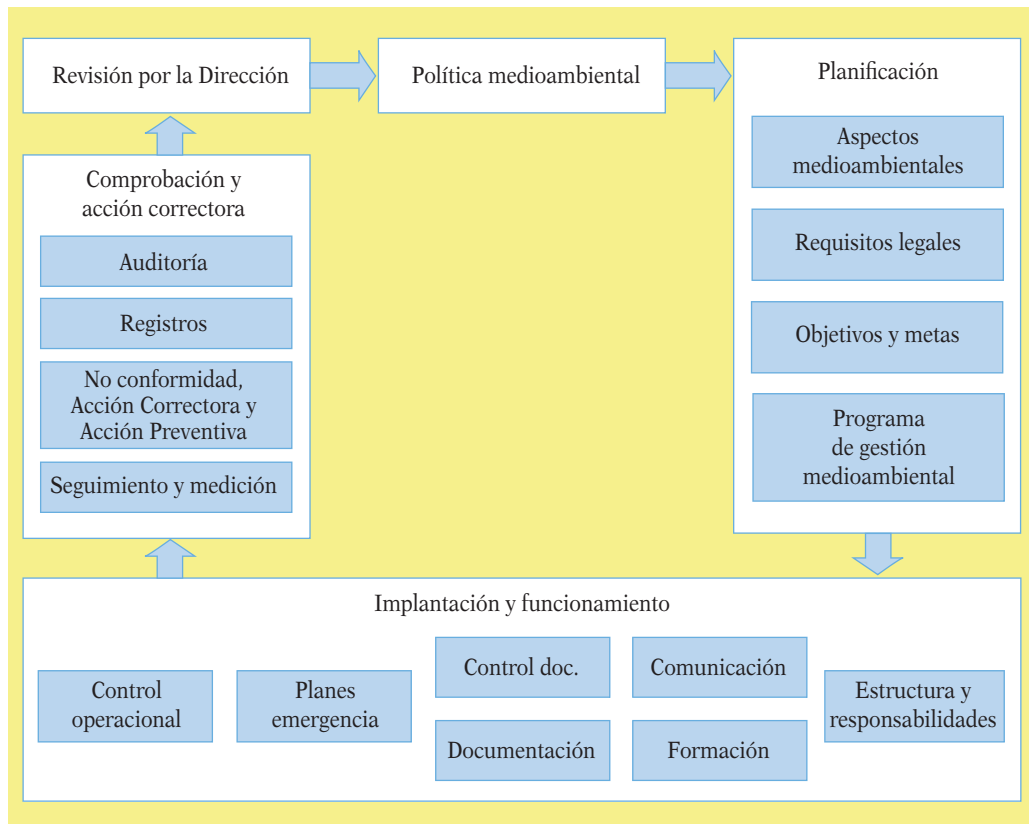 Revisión por la Dirección
Política medioambiental
Planificación
Aspectos
medioambientales
Requisitos legales
Objetivos y metas
Programa
de gestión
medioambiental
Comprobación y
acción correctora
Auditoría
Registros
No conformidad,
Acción Correctora y
Acción Preventiva
Seguimiento y medición
Implantación y funcionamiento
Control
operacional
Planes
emergencia
Control doc.
Documentación
Comunicación
Formación
Estructura y
responsabilidades